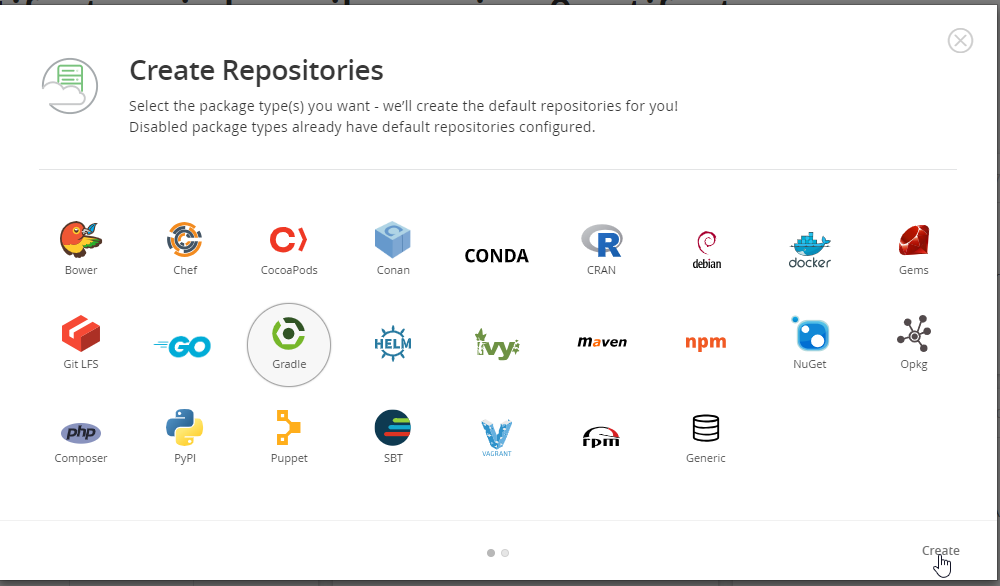 Create Repositories
Select the package type(s) you want - we'll create the default repositories for you!
Disabled package types already have default repositories configured.
Bower Chef CocoaPods Conan CONDA CRAN debian docker Gems
Git LFS GO Gradle HELM ivy maven npm NuGet Opkg
php
Composer PyPI Puppet SBT VAGRANT rpm Generic
Create